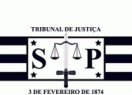 TRIBUNAL DE JUSTIÇA
S P
3 DE FEVEREIRO DE 1874